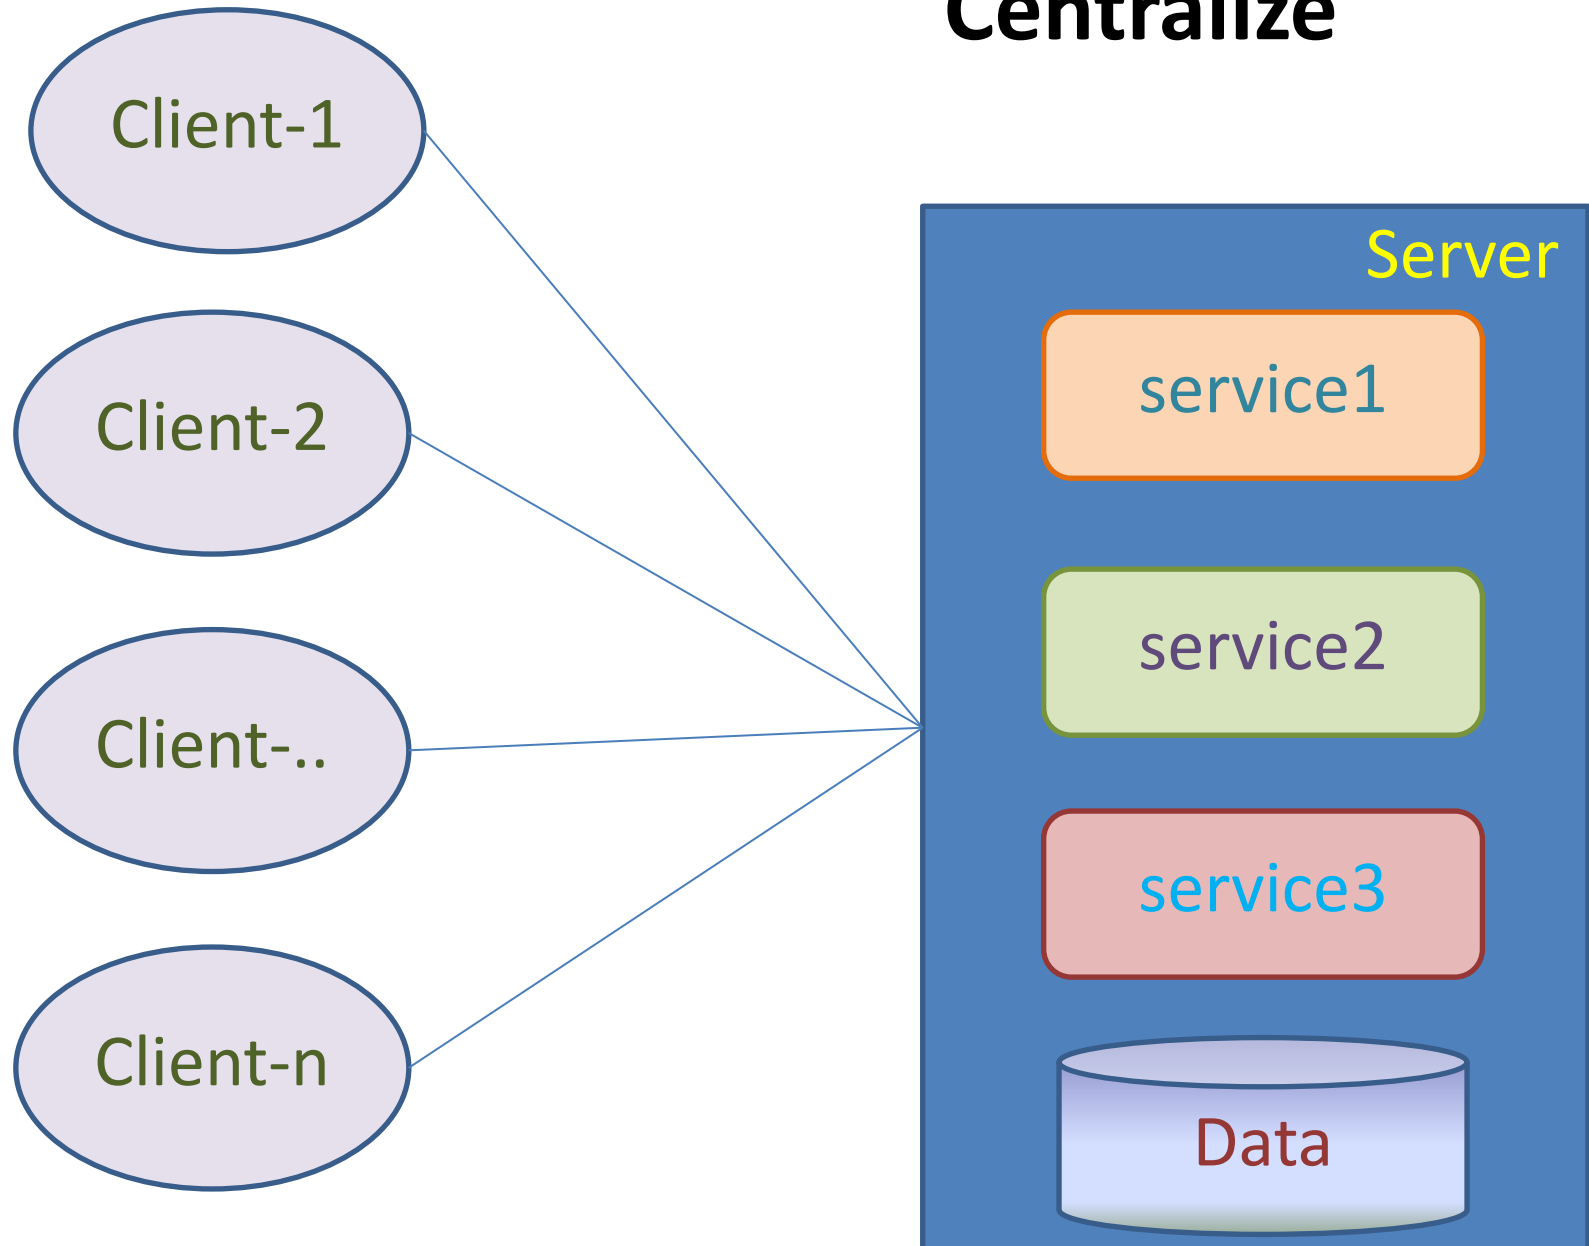 Centralize
Client-1
Client-2
Client-..
Client-n
Server
service1
service2
service3
Data